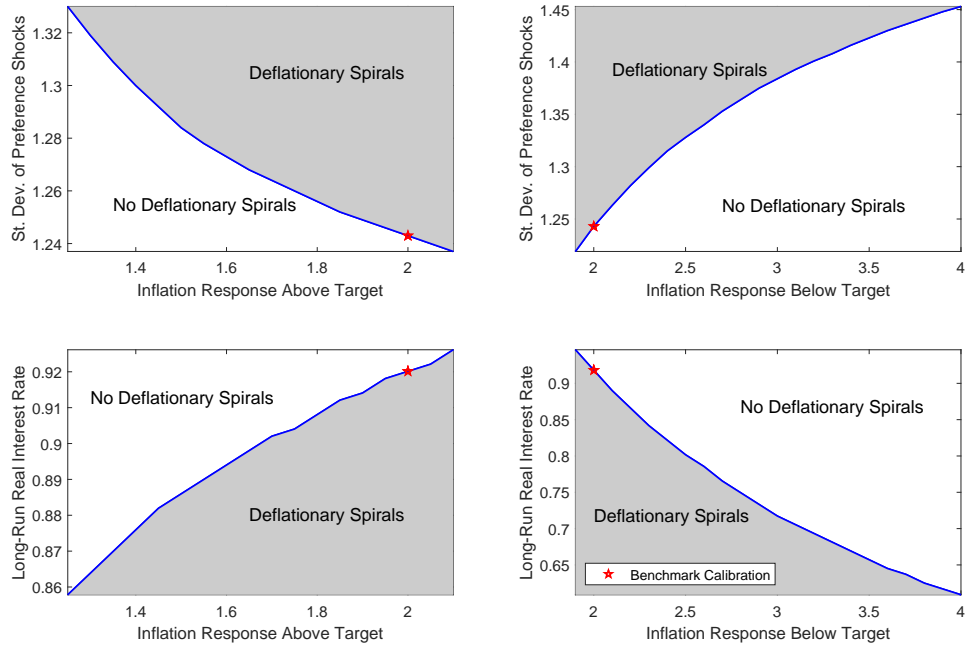 St. Dev. of Preference Shocks
1.32
1.3
1.28
1.26
1.24
Deflationary Spirals
No Deflationary Spirals
1.4
1.6
1.8
2
Inflation Response Above Target
St. Dev. of Preference Shocks
1.45
1.4
1.35
1.3
1.25
Deflationary Spirals
No Deflationary Spirals
2
2.5
3
3.5
4
Inflation Response Below Target
Long-Run Real Interest Rate
0.92
0.91
0.9
0.89
0.88
0.87
0.86
No Deflationary Spirals
Deflationary Spirals
1.4
1.6
1.8
2
Inflation Response Above Target
Long-Run Real Interest Rate
0.9
0.85
0.8
0.75
0.7
0.65
No Deflationary Spirals
Deflationary Spirals
Benchmark Calibration
2
2.5
3
3.5
4
Inflation Response Below Target